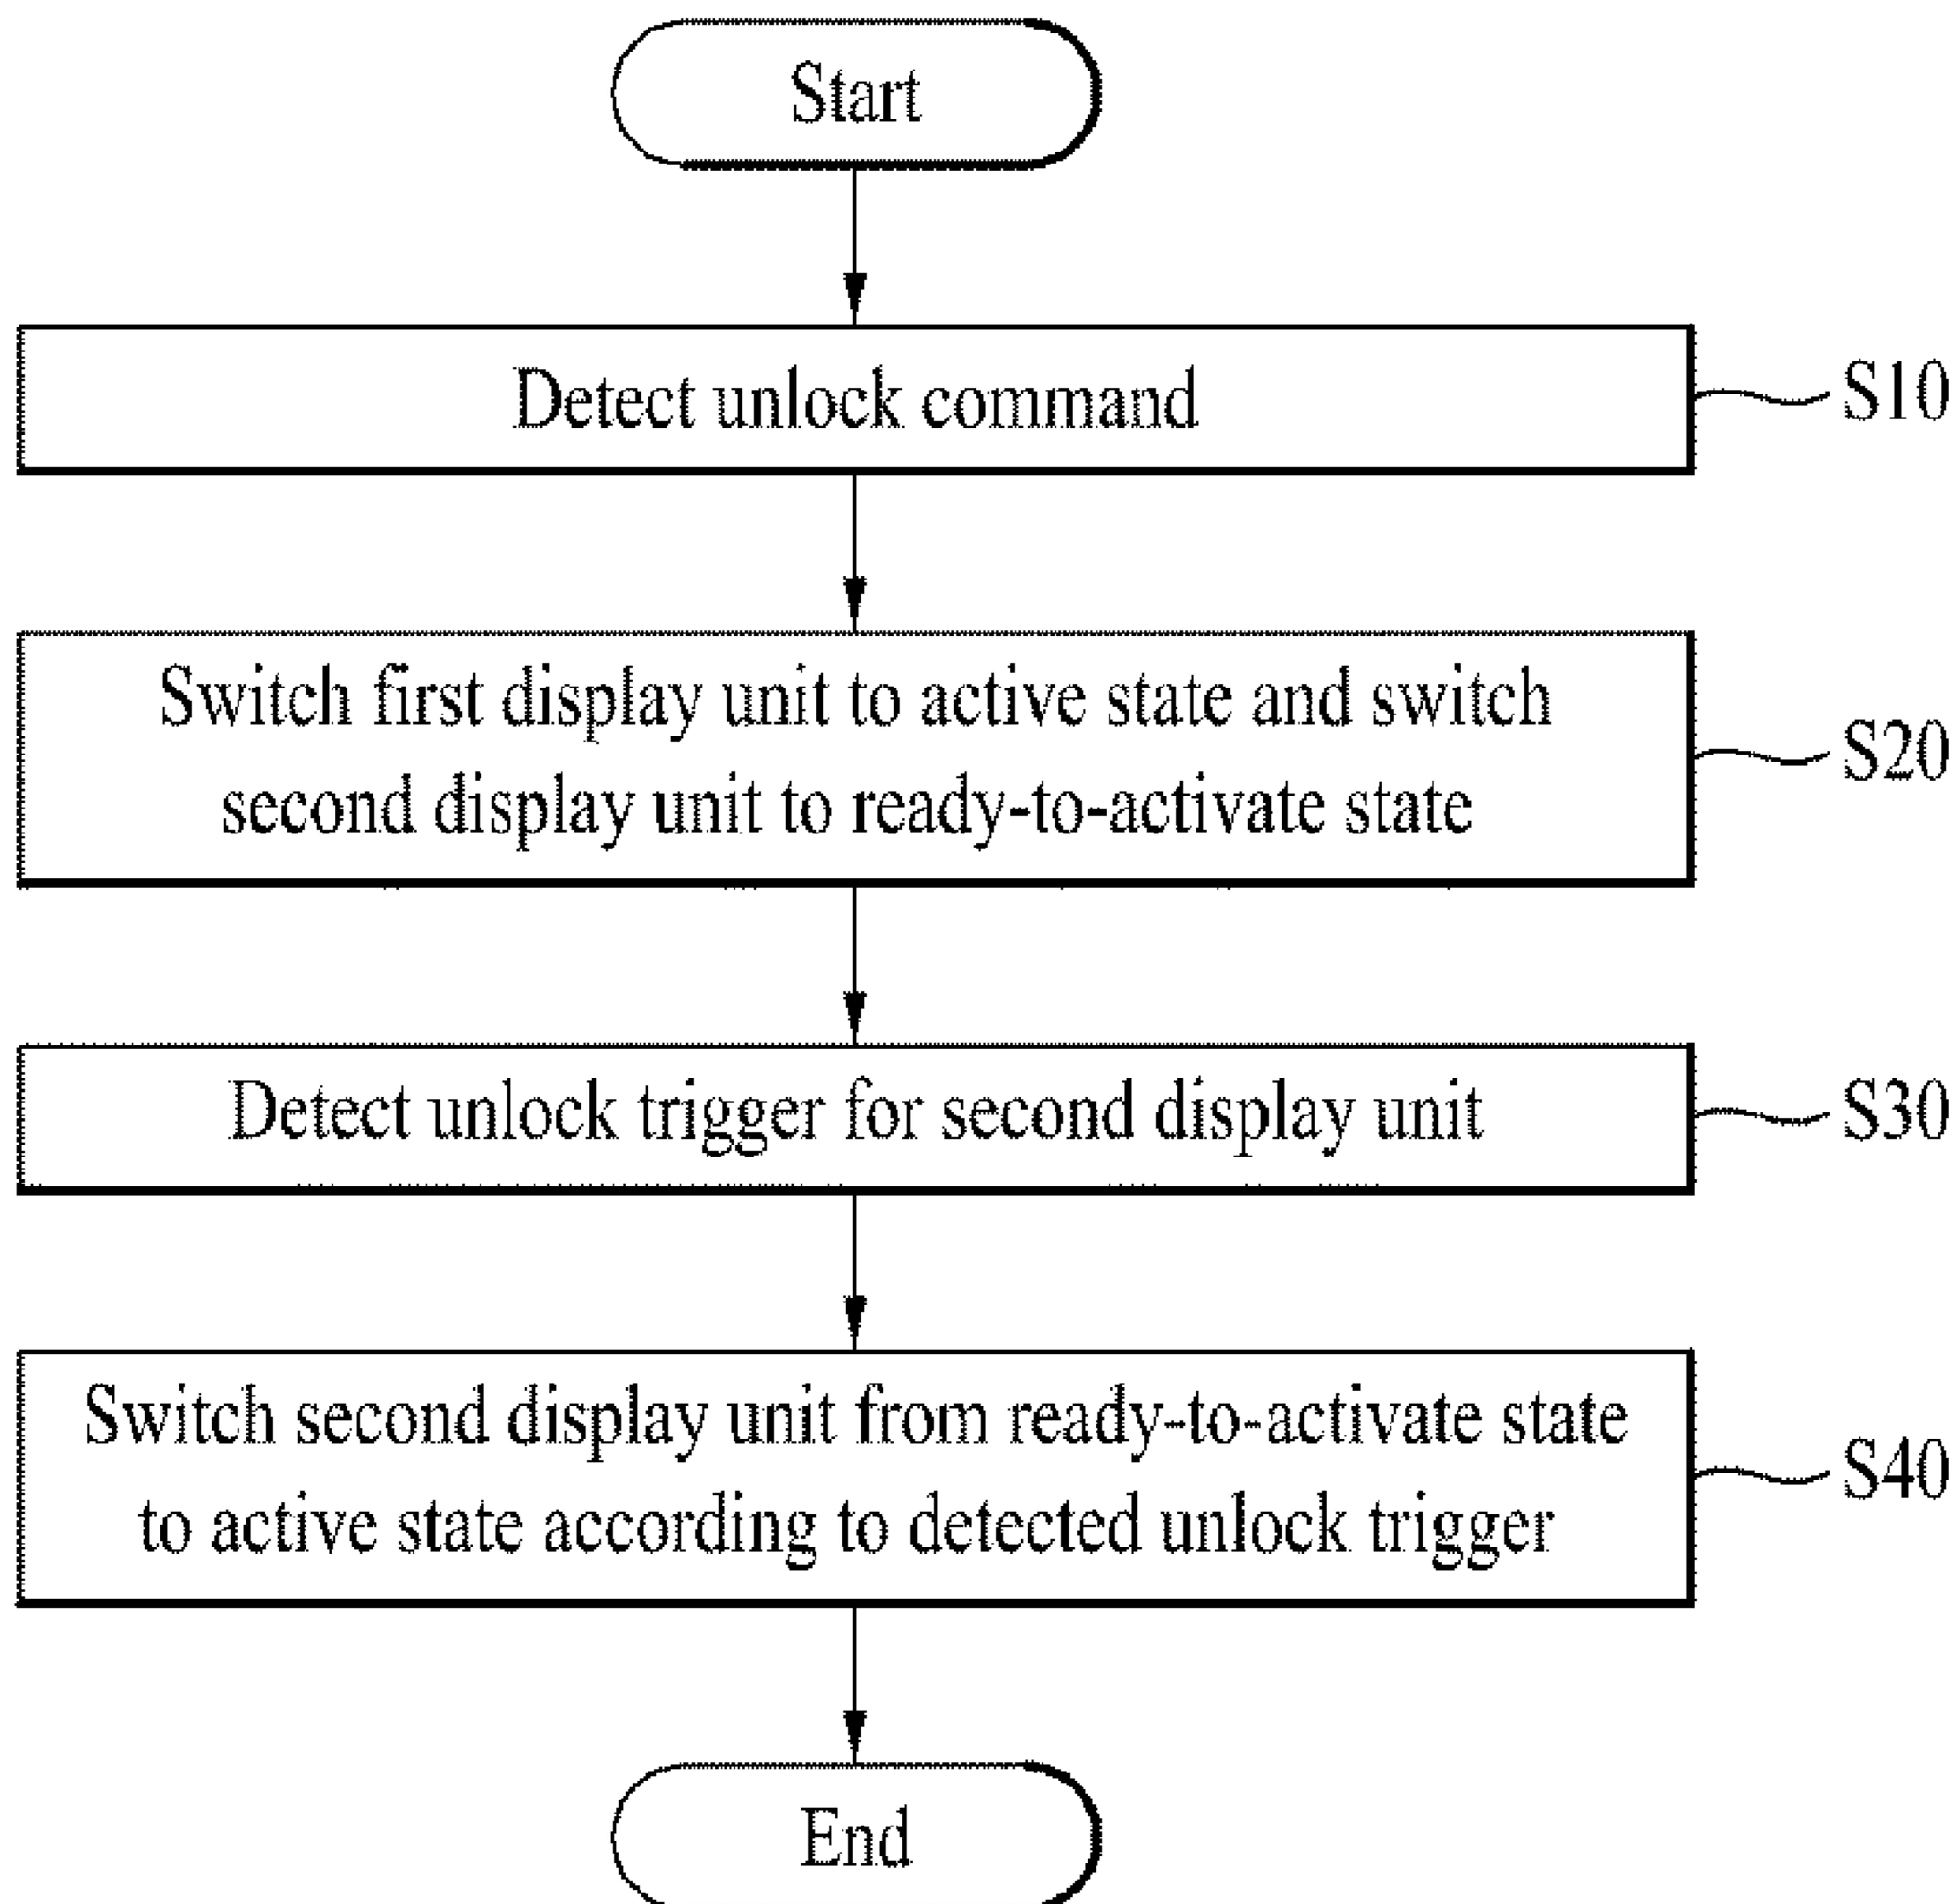 Start
Detect unlock command
S10
Switch first display unit to active state and switch
second display unit to ready-to-activate state
S20
Detect unlock trigger for second display unit
S30
Switch second display unit from ready-to-activate state
to active state according to detected unlock trigger
S40
End